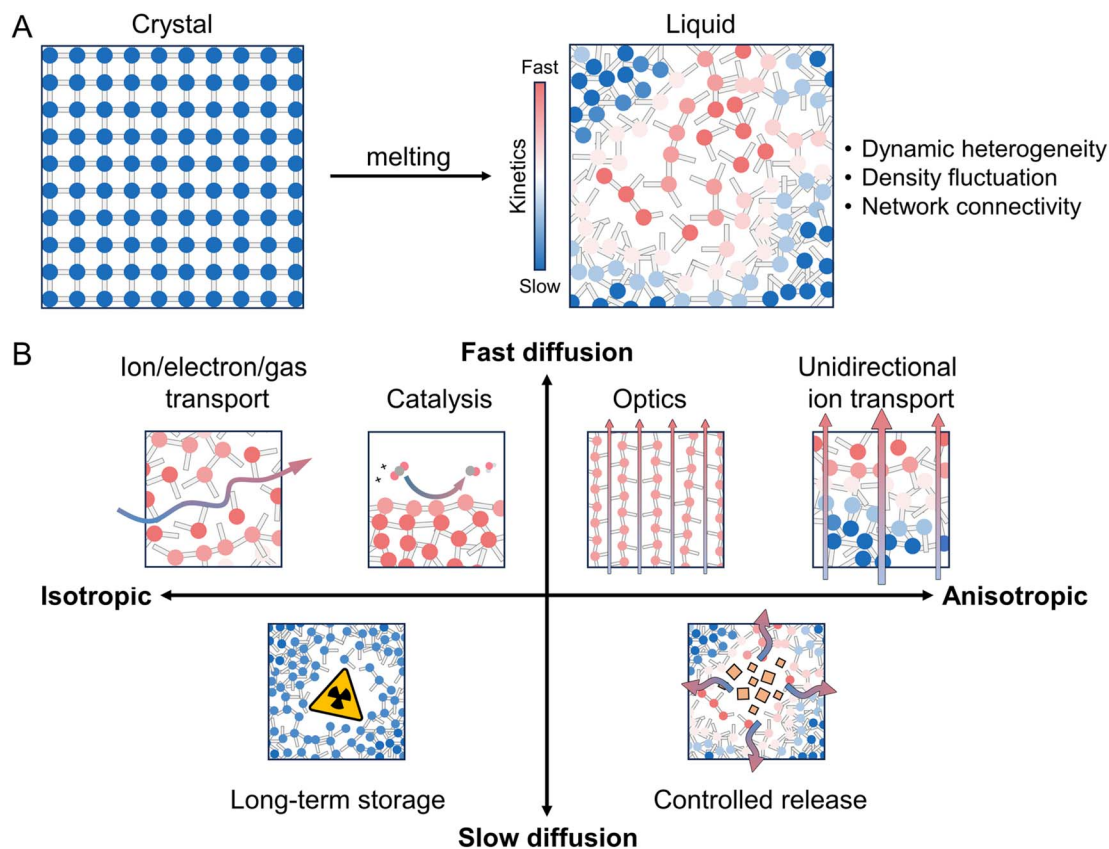 A
Crystal
Liquid
Fast
Kinetics
Slow
melting
• Dynamic heterogeneity
• Density fluctuation
• Network connectivity
B
Fast diffusion
Ion/electron/gas
transport
Catalysis
Optics
Unidirectional
ion transport
Isotropic
Anisotropic
Long-term storage
Controlled release
Slow diffusion